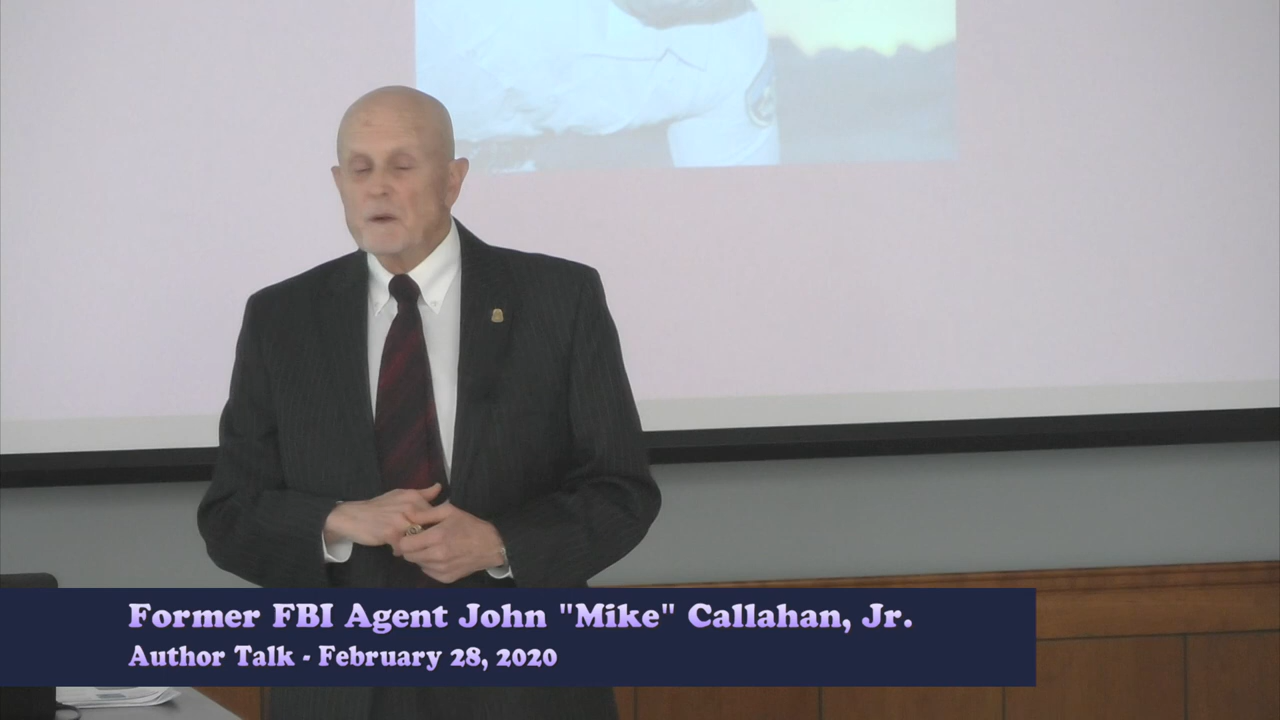 Former FBI Agent John "Mike" Callahan, Jr.
Author Talk - February 28, 2020